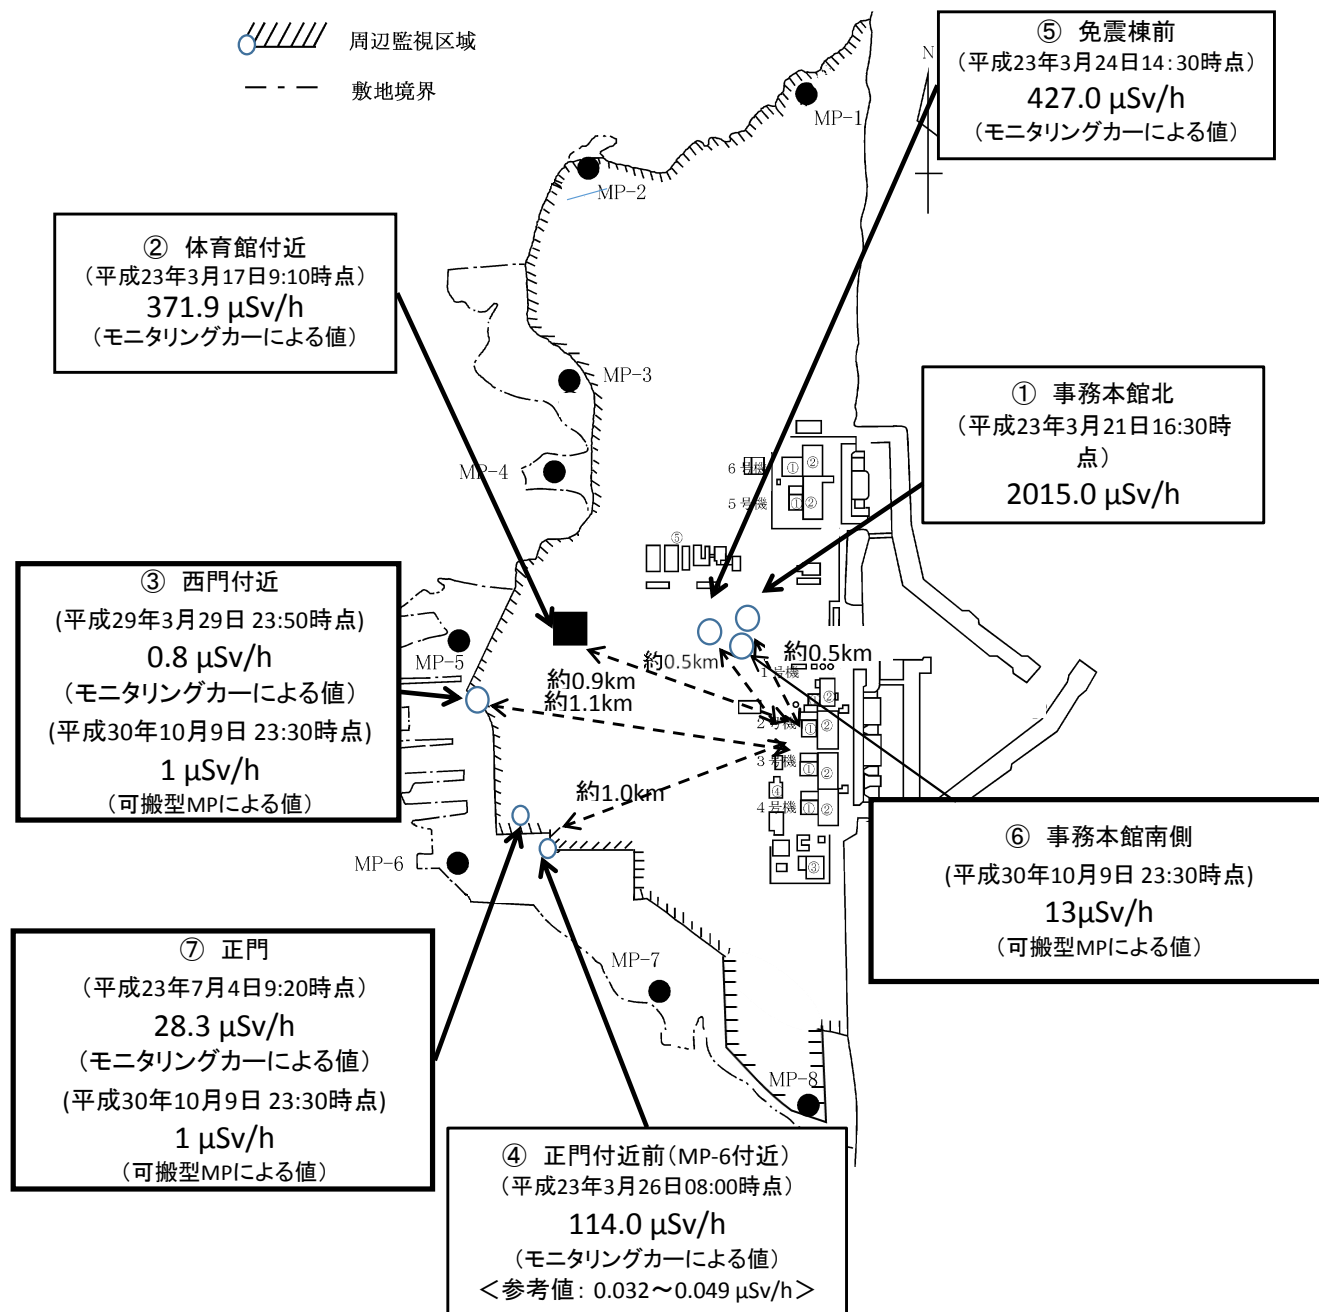 周辺監視区域
敷地境界
⑤ 免震棟前
（平成23年3月24日14:30時点）
427.0 μSv/h
（モニタリングカーによる値）
N
MP-1
MP-2
② 体育館付近
（平成23年3月17日9:10時点）
371.9 μSv/h
（モニタリングカーによる値）
MP-3
① 事務本館北
（平成23年3月21日16:30時
点）
2015.0 μSv/h
MP-4
6号機
①
②
5号機
①
②
⑤
③ 西門付近
(平成29年3月29日 23:50時点)
0.8 μSv/h
（モニタリングカーによる値）
(平成30年10月9日 23:30時点)
1 μSv/h
（可搬型MPによる値）
MP-5
約0.9km
約1.1km
約0.5km
約0.5km
1号機
②
2号機
①
②
3号機
①
②
④
4号機
①
②
③
約1.0km
MP-6
⑥ 事務本館南側
(平成30年10月9日 23:30時点)
13μSv/h
（可搬型MPによる値）
⑦ 正門
（平成23年7月4日9:20時点）
28.3 μSv/h
（モニタリングカーによる値）
(平成30年10月9日 23:30時点)
1 μSv/h
（可搬型MPによる値）
MP-7
MP-8
④ 正門付近前（MP-6付近）
（平成23年3月26日08:00時点）
114.0 μSv/h
（モニタリングカーによる値）
＜参考値： 0.032～0.049 μSv/h＞